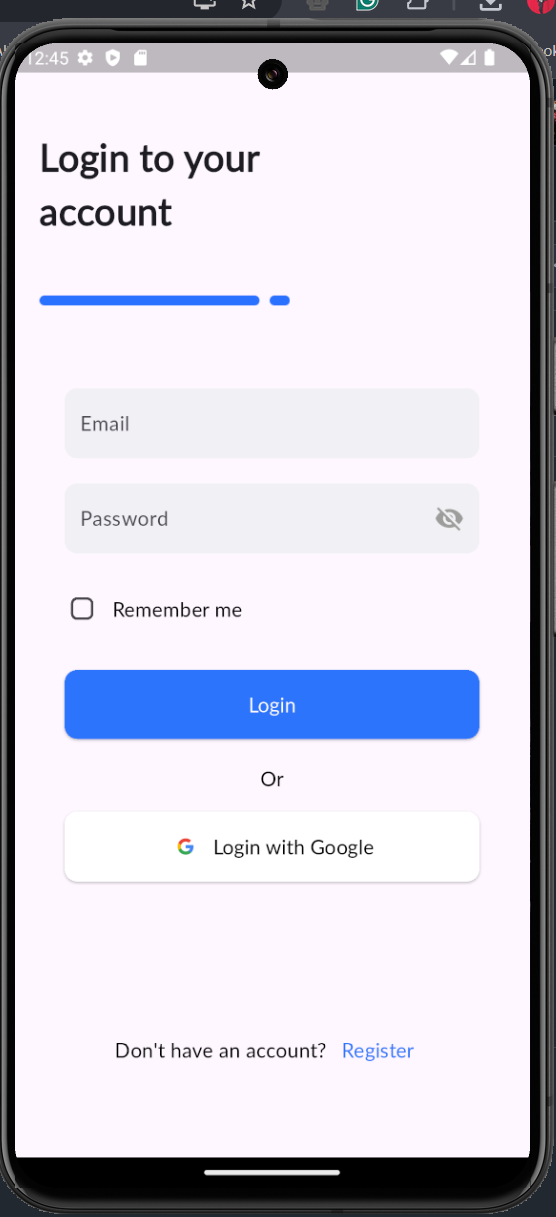 12:45
Login to your
account
Email
Password
Remember me
Login
Or
Login with Google
Don't have an account? Register